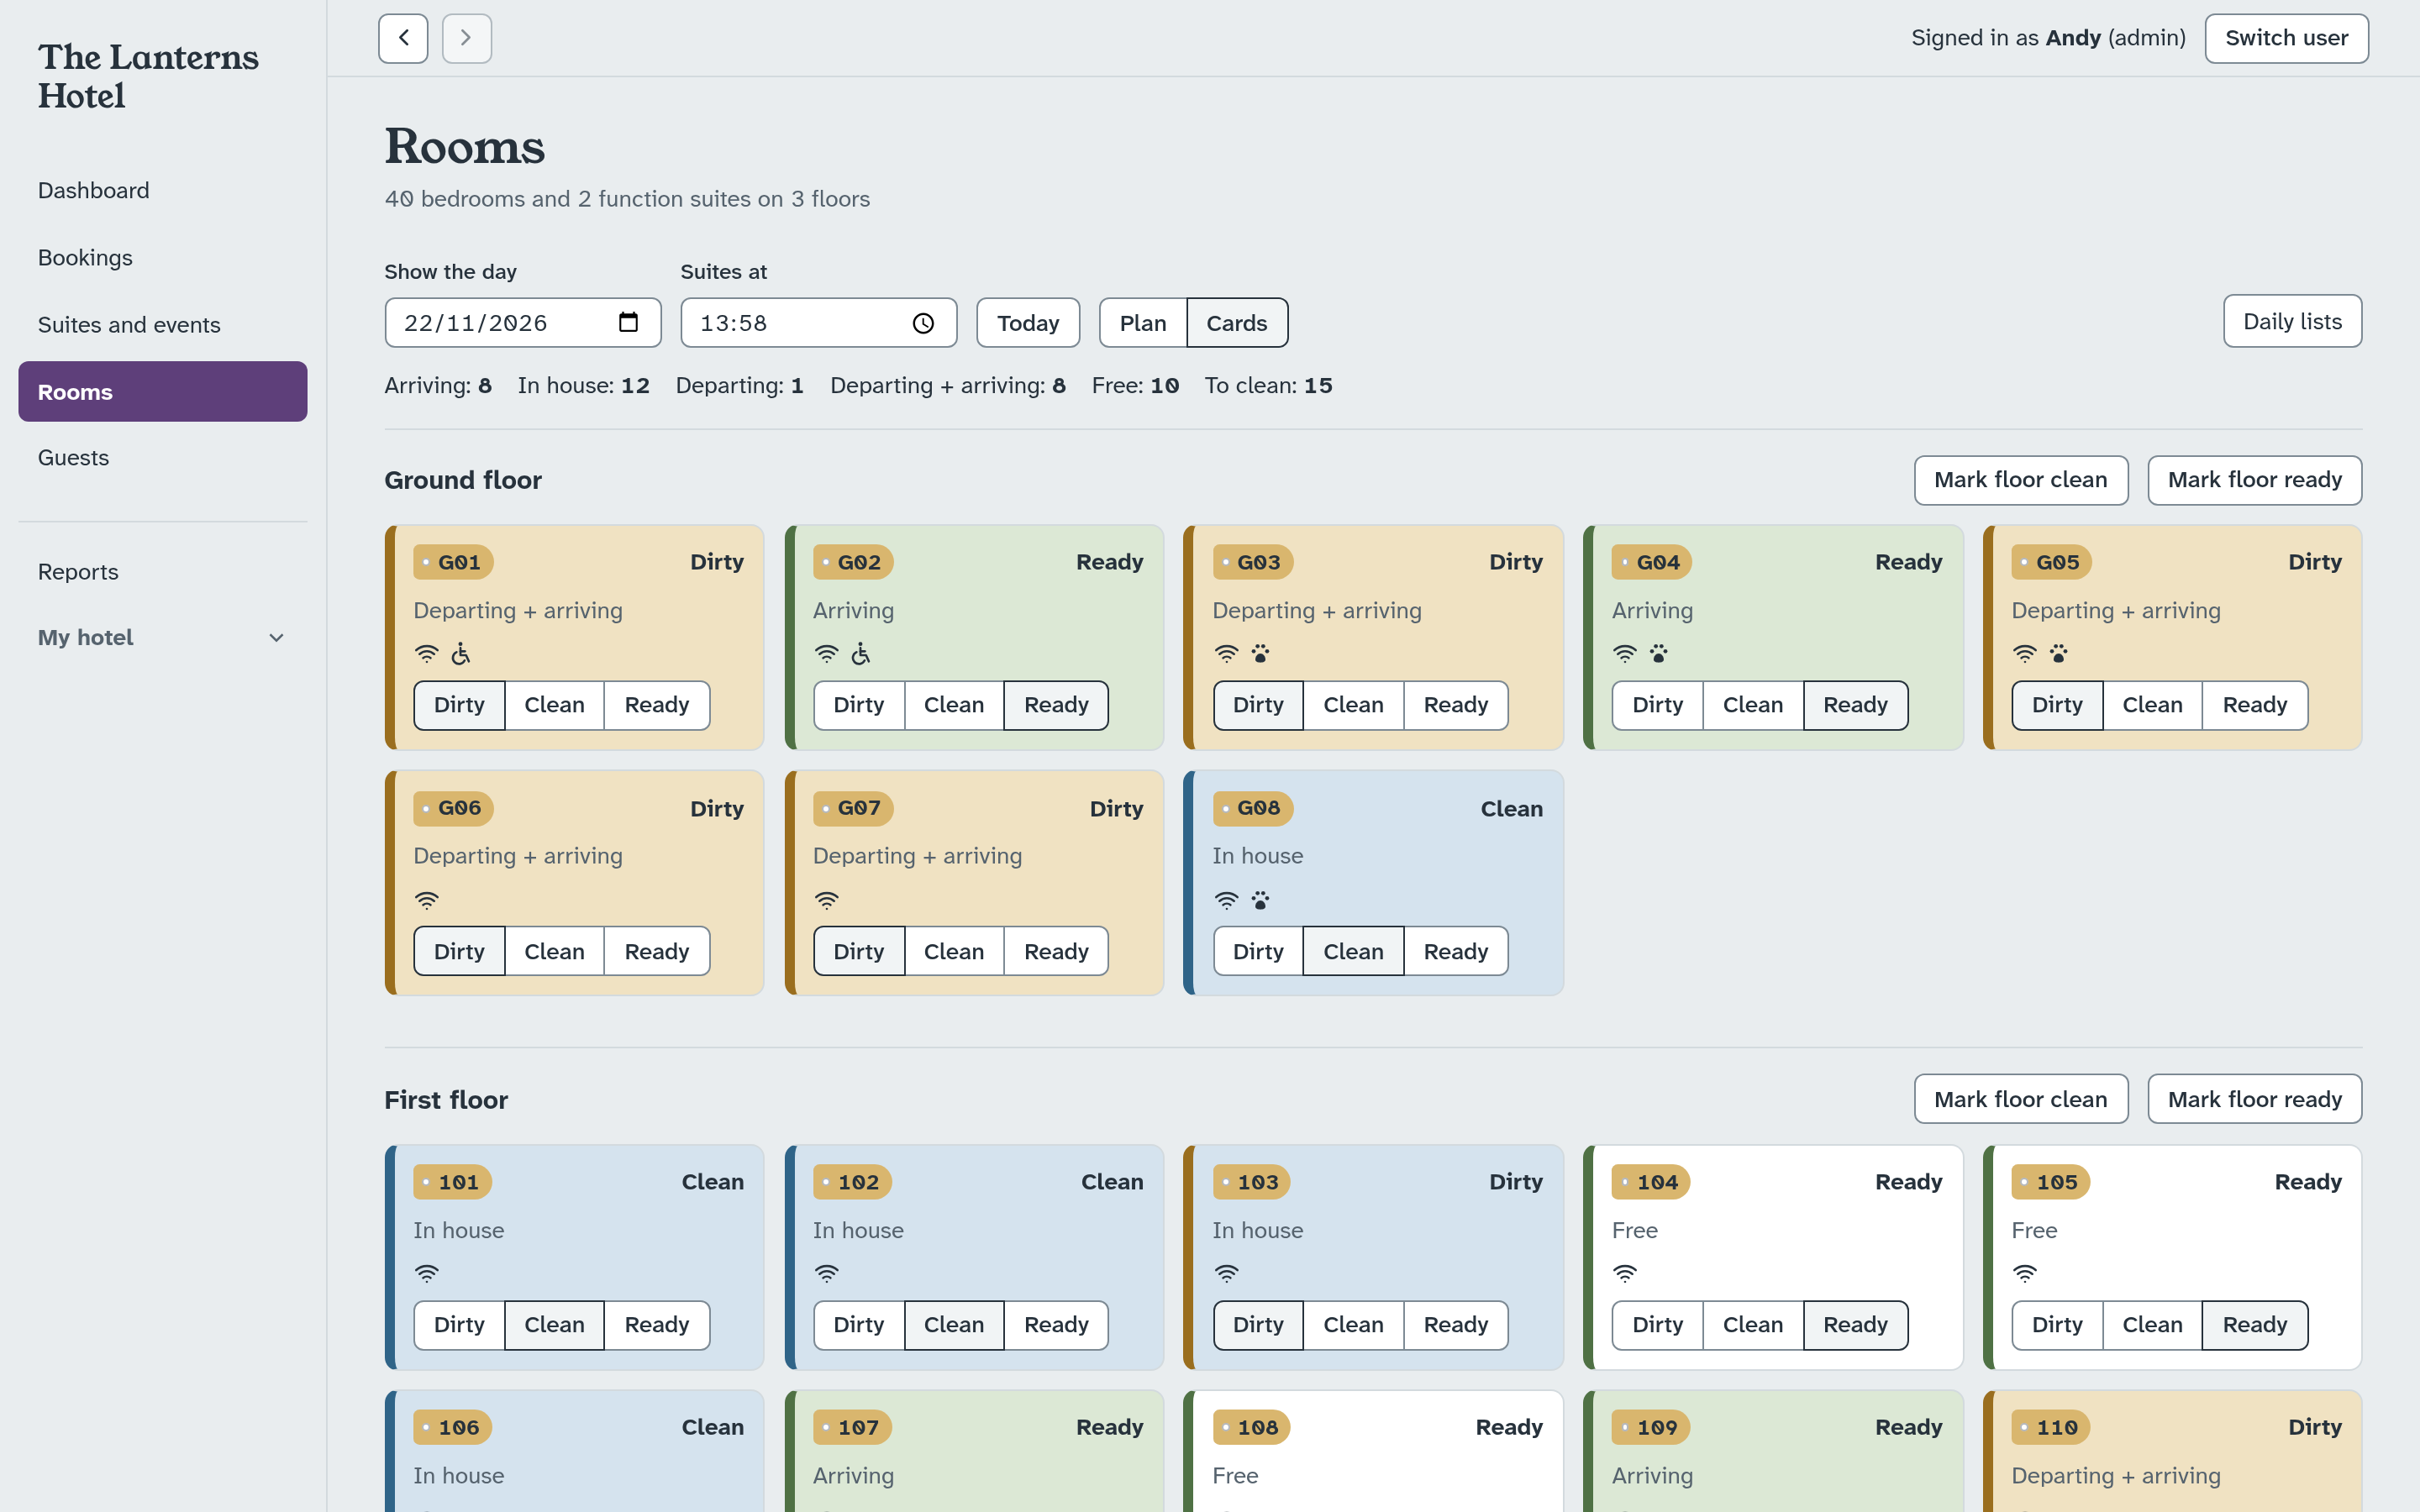 The Lanterns
Hotel
Dashboard
Bookings
Suites and events
Rooms
Guests
Reports
My hotel
Signed in as Andy (admin)
Switch user
Rooms
40 bedrooms and 2 function suites on 3 floors
Show the day
Suites at
22/11/2026
13:58
Today
Plan
Cards
Daily lists
Arriving: 8
In house: 12
Departing: 1
Departing + arriving: 8
Free: 10
To clean: 15
Ground floor
Mark floor clean
Mark floor ready
G01
Dirty
Departing + arriving
Dirty
Clean
Ready
G02
Ready
Arriving
Dirty
Clean
Ready
G03
Dirty
Departing + arriving
Dirty
Clean
Ready
G04
Ready
Arriving
Dirty
Clean
Ready
G05
Dirty
Departing + arriving
Dirty
Clean
Ready
G06
Dirty
Departing + arriving
Dirty
Clean
Ready
G07
Dirty
Departing + arriving
Dirty
Clean
Ready
G08
Clean
In house
Dirty
Clean
Ready
First floor
Mark floor clean
Mark floor ready
101
Clean
In house
Dirty
Clean
Ready
102
Clean
In house
Dirty
Clean
Ready
103
Dirty
In house
Dirty
Clean
Ready
104
Ready
Free
Dirty
Clean
Ready
105
Ready
Free
Dirty
Clean
Ready
106
Clean
In house
107
Ready
Arriving
108
Ready
Free
109
Ready
Arriving
110
Dirty
Departing + arriving